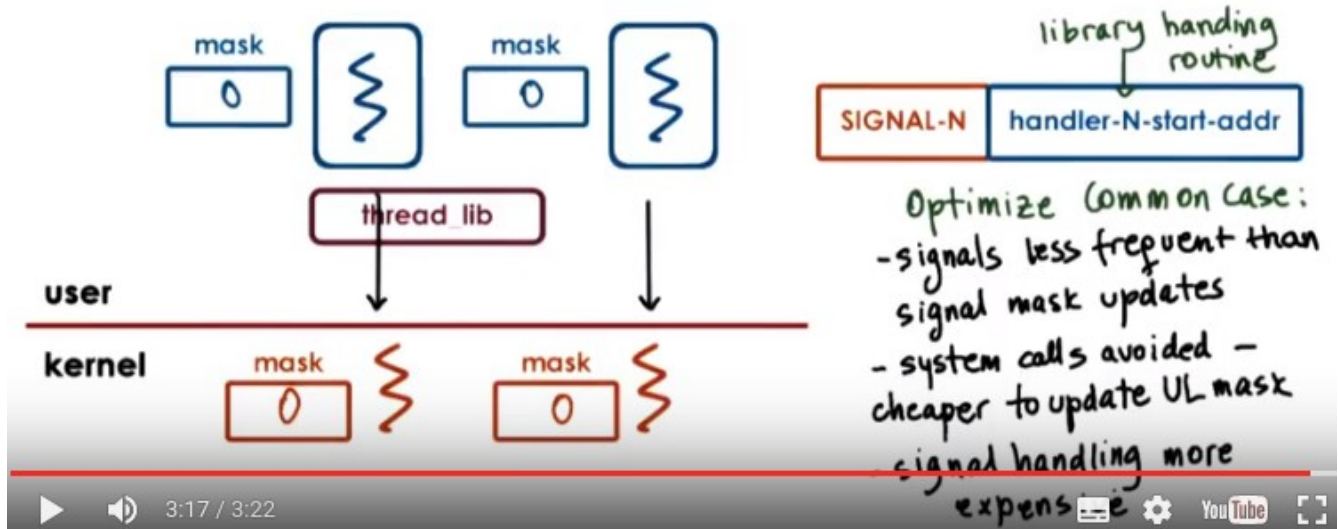 mask
0
mask
0
thread_lib
user
kernel
mask
0
mask
0
library handing
routine
SIGNAL-N handler-N-start-addr
Optimize Common Case:
-signals less frequent than
signal mask updates
- system calls avoided -
cheaper to update UL mask
- signal handling more
expensive
3:17 / 3:22
YouTube